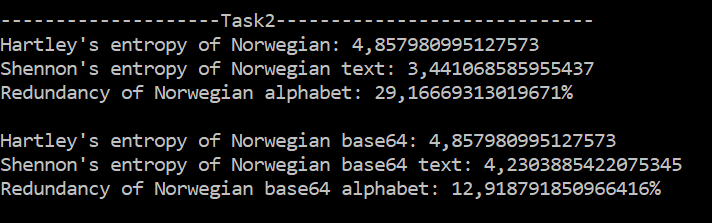 --------------------Task2-----------------------------
Hartley's entropy of Norwegian: 4,857980995127573
Shennon's entropy of Norwegian text: 3,441068585955437
Redundancy of Norwegian alphabet: 29,16669313019671%
Hartley's entropy of Norwegian base64: 4,857980995127573
Shennon's entropy of Norwegian base64 text: 4,2303885422075345
Redundancy of Norwegian base64 alphabet: 12,918791850966416%